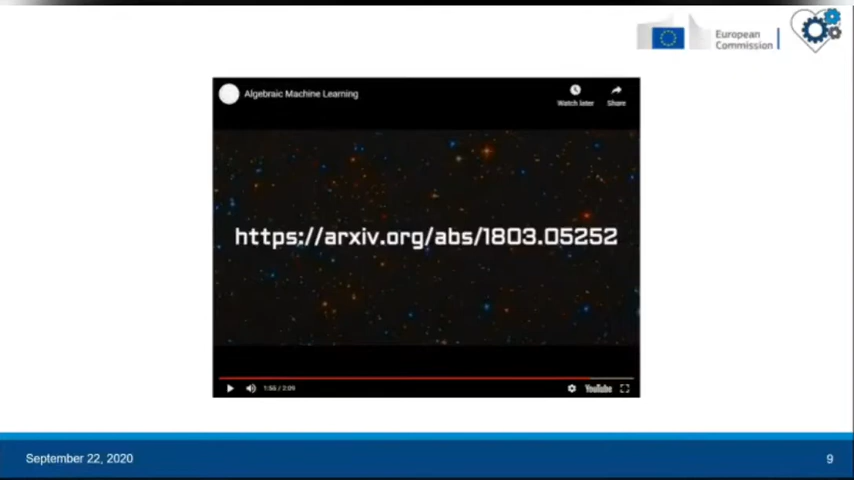 European
Commission
Algebraic Machine Learning
Watch later
Share
https://arxiv.org/abs/1803.05252
1:55 / 2:09
YouTube
September 22, 2020
9